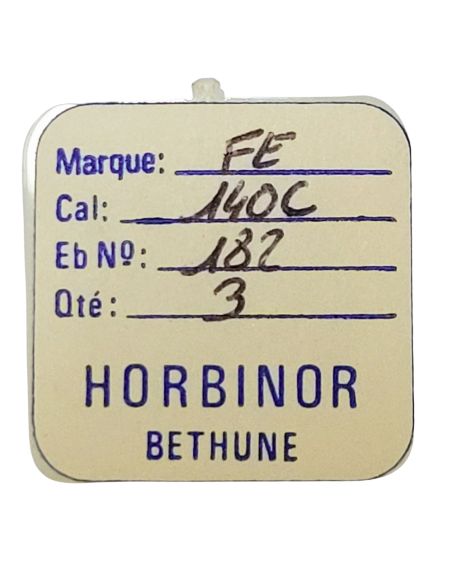 Marque: FE
Cal: 140C
Eb Nº: 182
Qté: 3
HORBINOR
BETHUNE